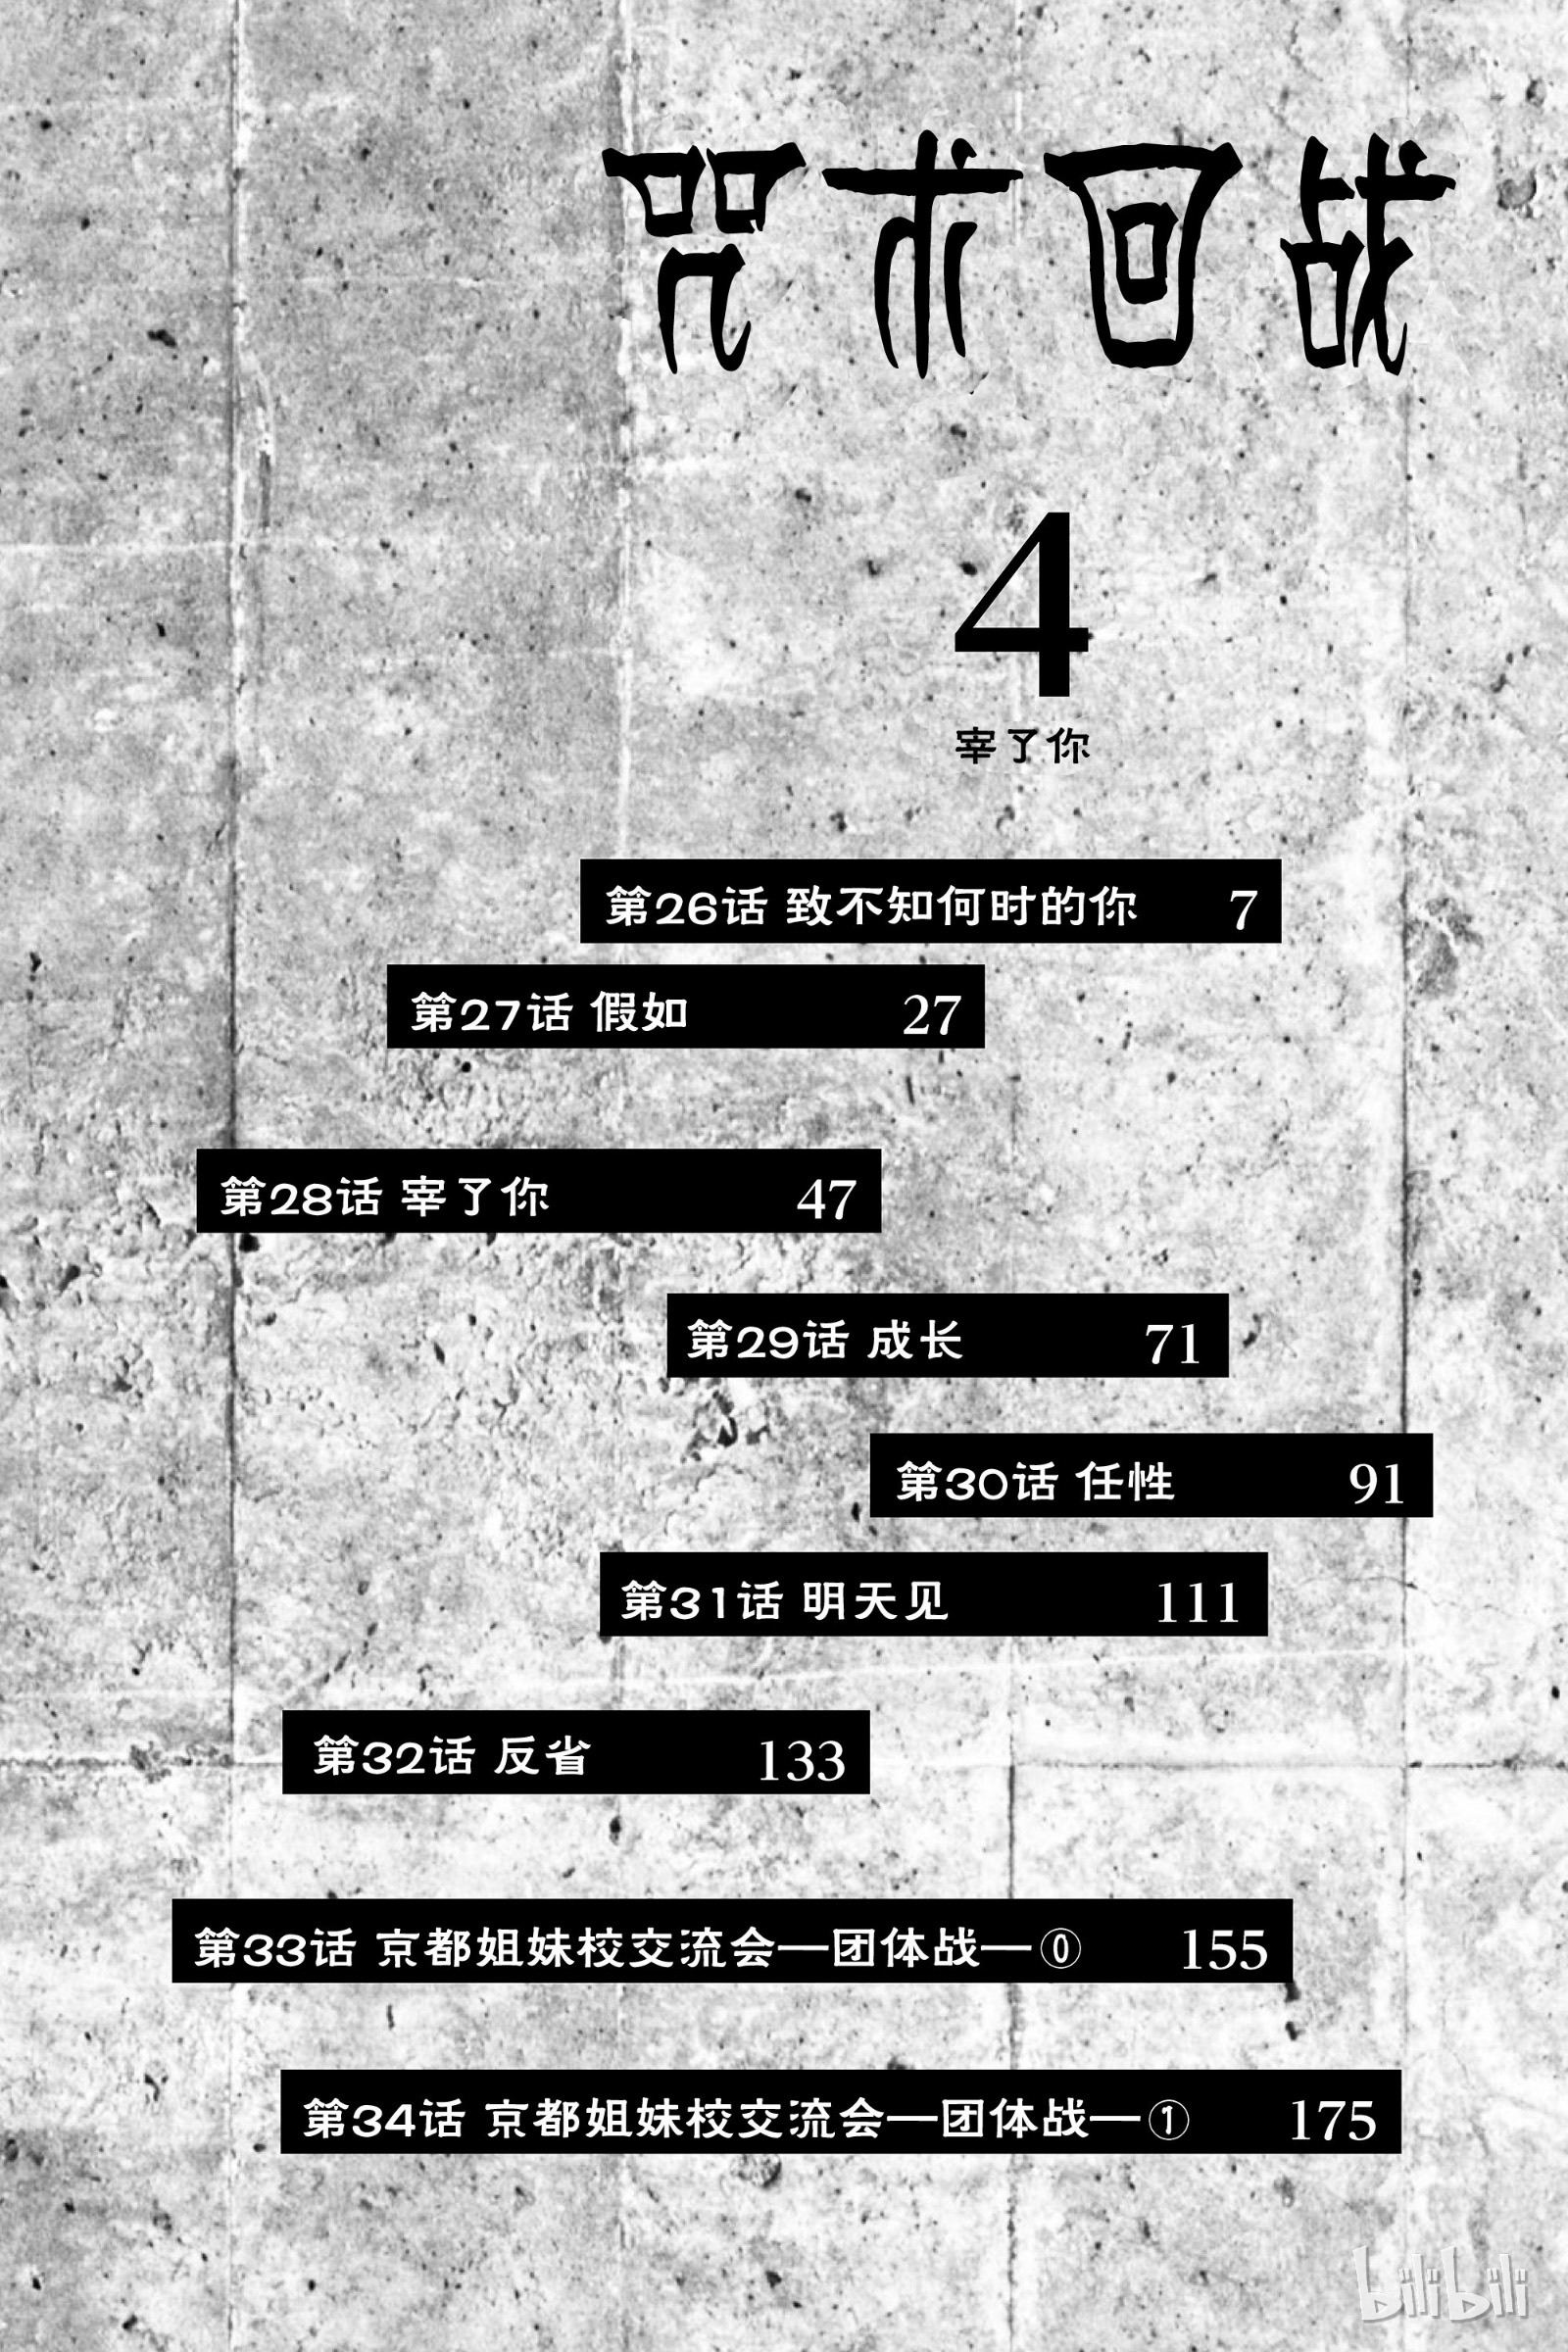 咒术回战
4
宰了你
第26话 致不知何时的你 7
第27话 假如 27
第28话 宰了你 47
第29话 成长 71
第30话 任性 91
第31话 明天见 111
第32话 反省 133
第33话 京都姐妹校交流会—团体战—⓪ 155
第34话 京都姐妹校交流会—团体战—① 175
bilibili